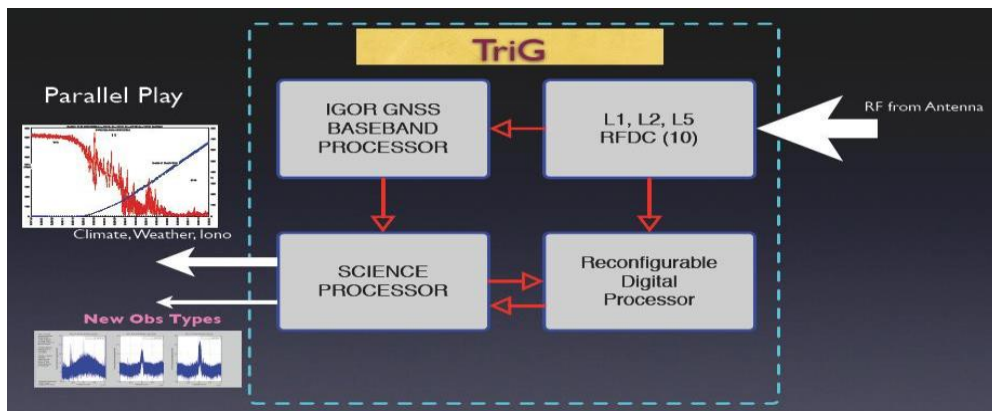 TriG
Parallel Play
IGOR GNSS
BASEBAND
PROCESSOR
L1, L2, L5
RFDC (10)
RF from Antenna
Climate, Weather, Iono
SCIENCE
PROCESSOR
Reconfigurable
Digital
Processor
New Obs Types